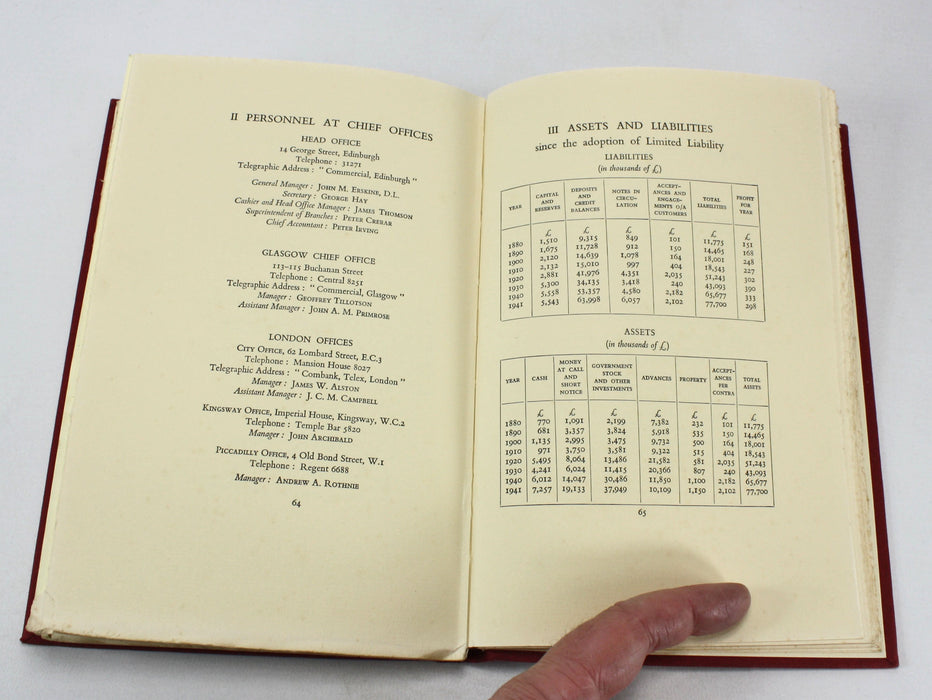 II PERSONNEL AT CHIEF OFFICES
HEAD OFFICE
14 George Street, Edinburgh
Telephone : 31271
Telegraphic Address : “ Commercial, Edinburgh ”
General Manager : JOHN M. ERSKINE, D.L.
Secretary : GEORGE HAY
Cashier and Head Office Manager : JAMES THOMSON
Superintendent of Branches : PETER CREBAR
Chief Accountant : PETER IRVING
GLASGOW CHIEF OFFICE
113–115 Buchanan Street
Telephone : Central 8251
Telegraphic Address : “ Commercial, Glasgow ”
Manager : GEOFFREY TILLOTSON
Assistant Manager : JOHN A. M. PRIMROSE
LONDON OFFICES
CITY OFFICE, 62 Lombard Street, E.C.3
Telephone : Mansion House 8027
Telegraphic Address : “ Combank, Telex, London ”
Manager : JAMES W. ALSTON
Assistant Manager : J. C. M. CAMPBELL
KINGSWAY OFFICE, Imperial House, Kingsway, W.C.2
Telephone : Temple Bar 5820
Manager : JOHN ARCHIBALD
PICCADILLY OFFICE, 4 Old Bond Street, W.1
Telephone : Regent 6688
Manager : ANDREW A. ROTHNIE
64
III ASSETS AND LIABILITIES
since the adoption of Limited Liability
LIABILITIES
(in thousands of £)
YEAR CAPITAL AND RESERVES DEPOSITS AND CREDIT BALANCES NOTES IN CIRCU-LATION ACCEPT-ANCES AND ENGAGE-MENTS O/A CUSTOMERS TOTAL LIABILITIES PROFIT FOR YEAR
£ £ £ £ £ £
1880 1,510 9,315 849 101 11,775 151
1890 1,675 11,728 912 150 14,465 168
1900 2,120 14,639 1,078 164 18,001 248
1910 2,132 15,010 997 404 18,543 227
1920 2,881 41,976 4,351 2,035 51,243 302
1930 5,300 34,135 3,418 240 43,093 390
1940 5,558 53,357 4,580 2,182 65,677 333
1941 5,543 63,998 6,057 2,102 77,700 298
ASSETS
(in thousands of £)
YEAR CASH MONEY AT CALL AND SHORT NOTICE GOVERNMENT STOCK AND OTHER INVESTMENTS ADVANCES PROPERTY ACCEPT-ANCES PER CONTRA TOTAL ASSETS
£ £ £ £ £ £ £
1880 770 1,091 2,199 7,382 232 101 11,775
1890 681 3,357 3,824 5,918 535 150 14,465
1900 1,135 2,995 3,475 9,732 500 164 18,001
1910 971 3,750 3,581 9,322 515 404 18,543
1920 5,495 8,064 13,486 21,582 581 2,035 51,243
1930 4,241 6,024 11,415 20,366 807 240 43,093
1940 6,012 14,047 30,486 11,850 1,100 2,182 65,677
1941 7,257 19,133 37,949 10,109 1,150 2,102 77,700
65